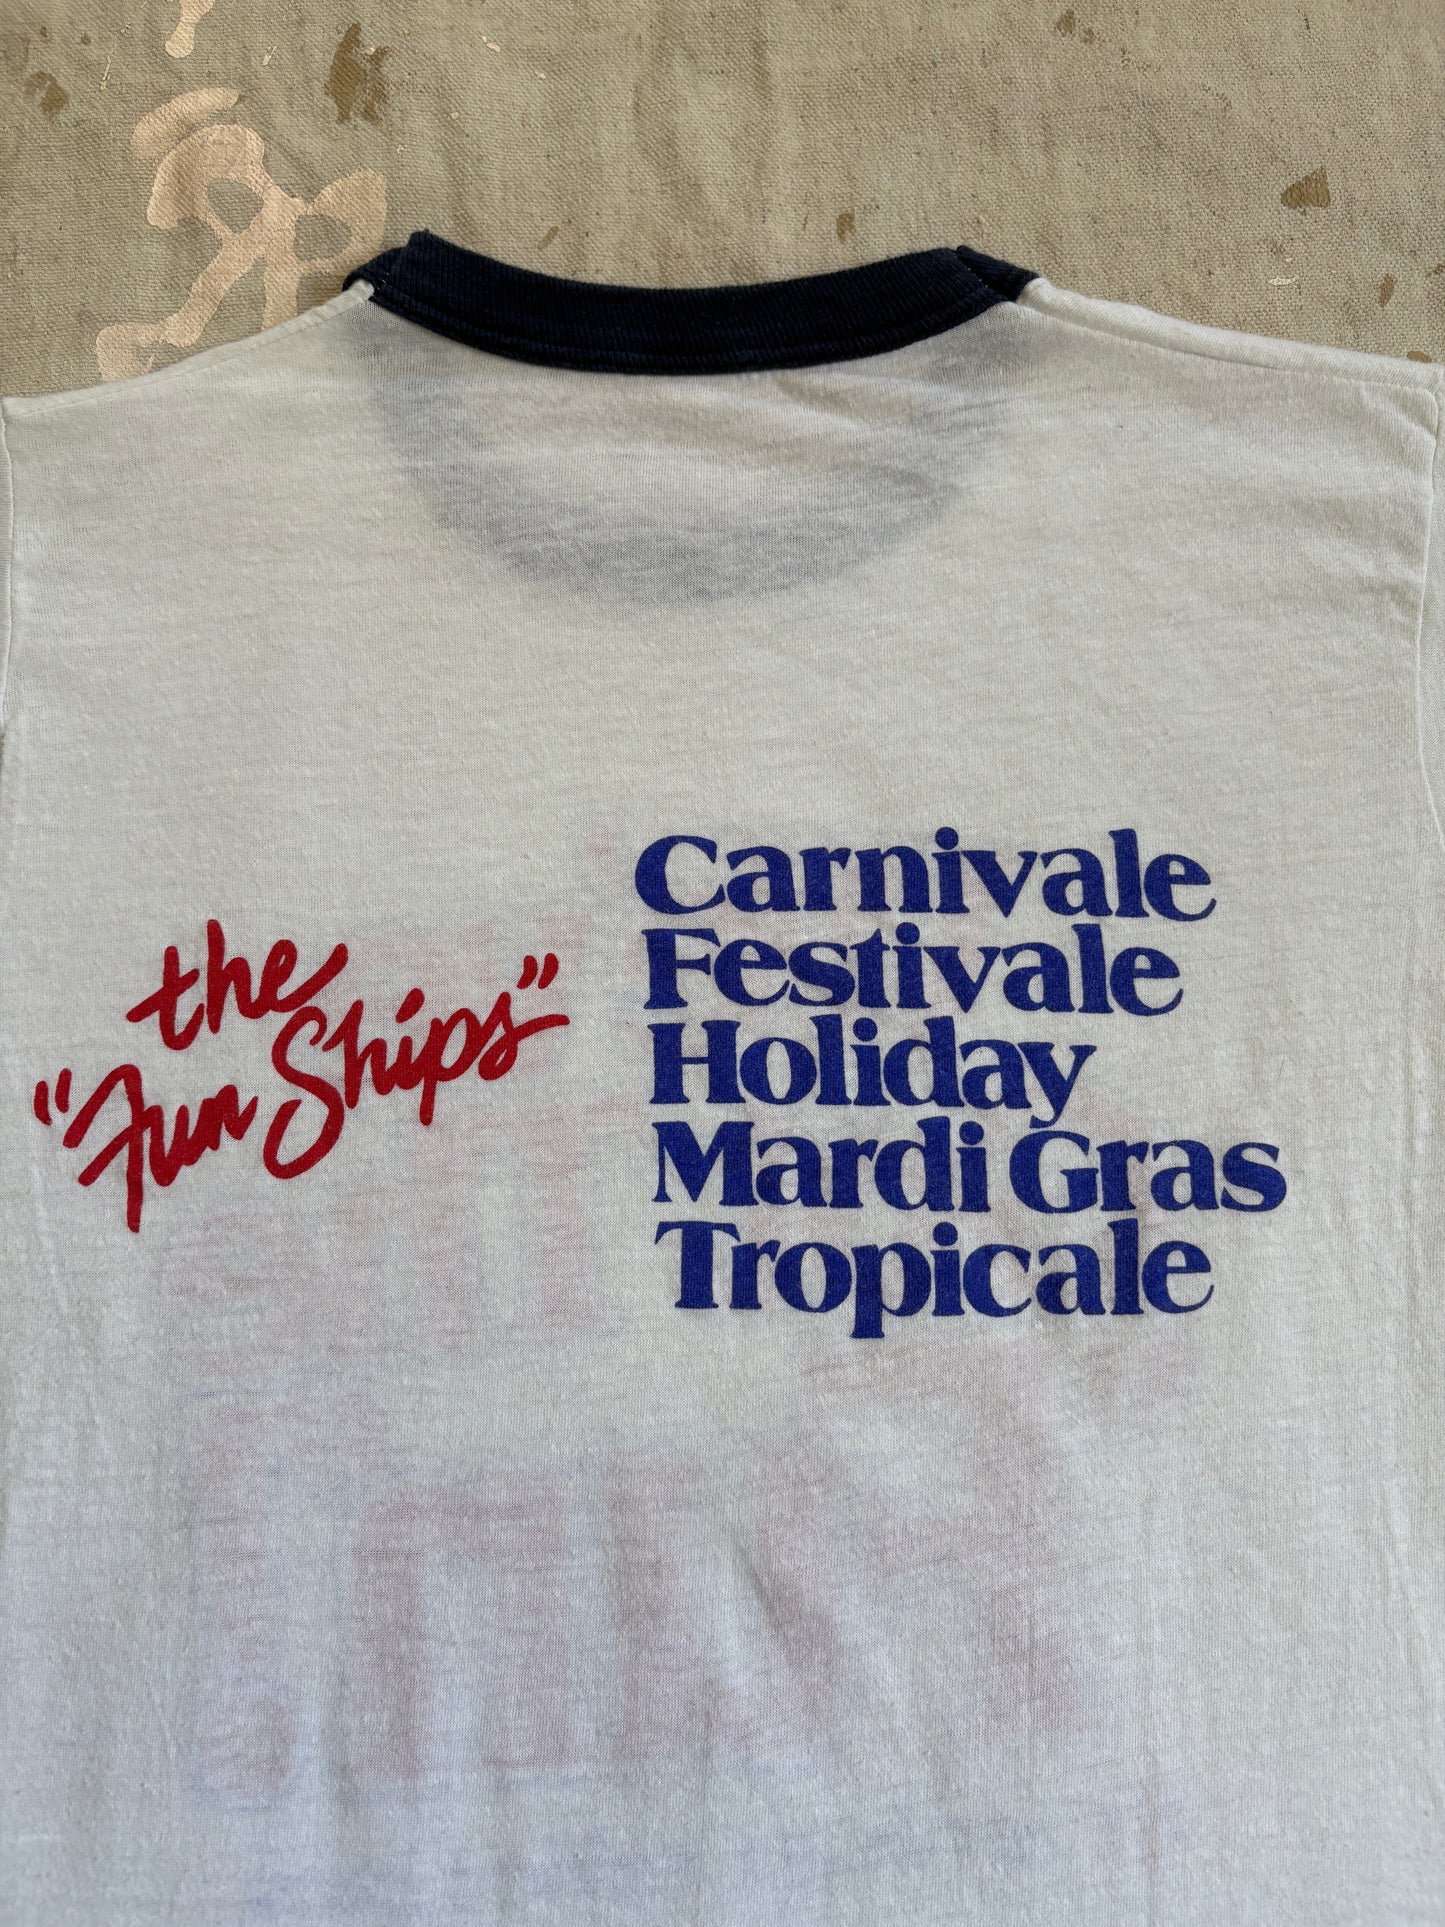 the
"Fun Ships"
Carnivale
Festivale
Holiday
Mardi Gras
Tropicale